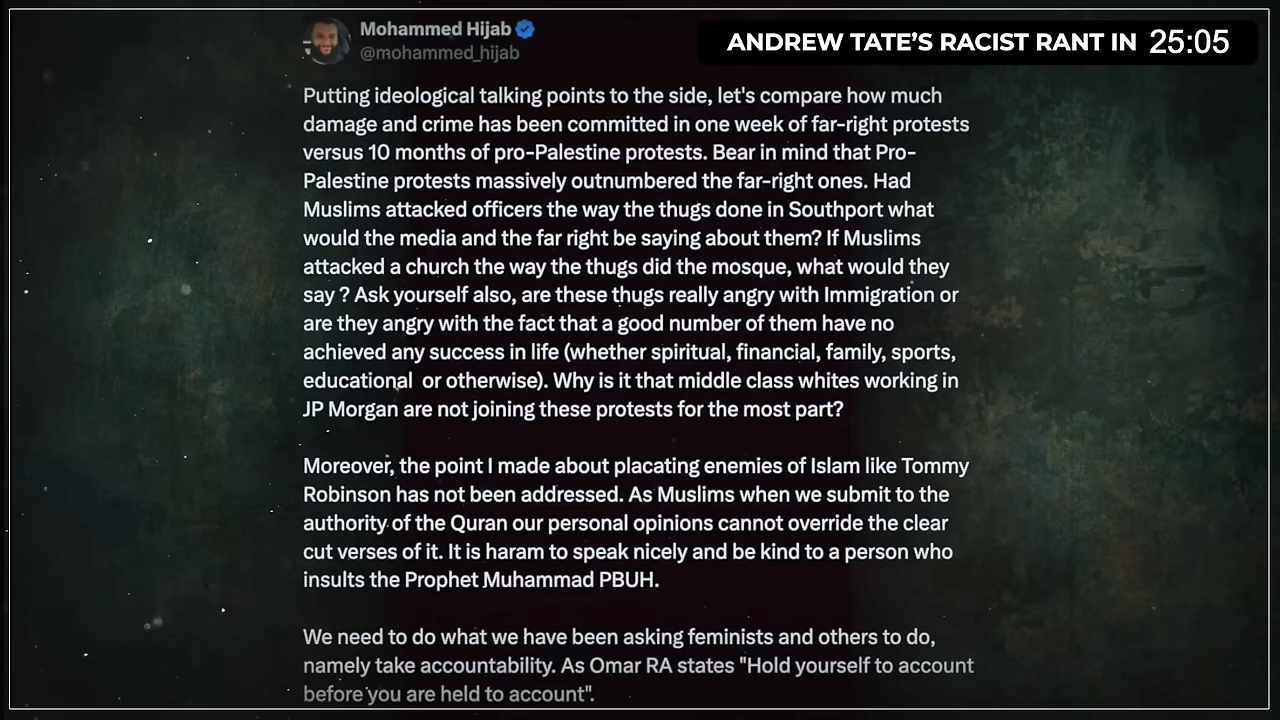 Mohammed Hijab
@mohammed_hijab
ANDREW TATE'S RACIST RANT IN 25:05
Putting ideological talking points to the side, let's compare how much
damage and crime has been committed in one week of far-right protests
versus 10 months of pro-Palestine protests. Bear in mind that Pro-
Palestine protests massively outnumbered the far-right ones. Had
Muslims attacked officers the way the thugs done in Southport what
would the media and the far right be saying about them? If Muslims
attacked a church the way the thugs did the mosque, what would they
say ? Ask yourself also, are these thugs really angry with Immigration or
are they angry with the fact that a good number of them have no
achieved any success in life (whether spiritual, financial, family, sports,
educational  or otherwise). Why is it that middle class whites working in
JP Morgan are not joining these protests for the most part?
Moreover, the point I made about placating enemies of Islam like Tommy
Robinson has not been addressed. As Muslims when we submit to the
authority of the Quran our personal opinions cannot override the clear
cut verses of it. It is haram to speak nicely and be kind to a person who
insults the Prophet Muhammad PBUH.
We need to do what we have been asking feminists and others to do,
namely take accountability. As Omar RA states "Hold yourself to account
before you are held to account".